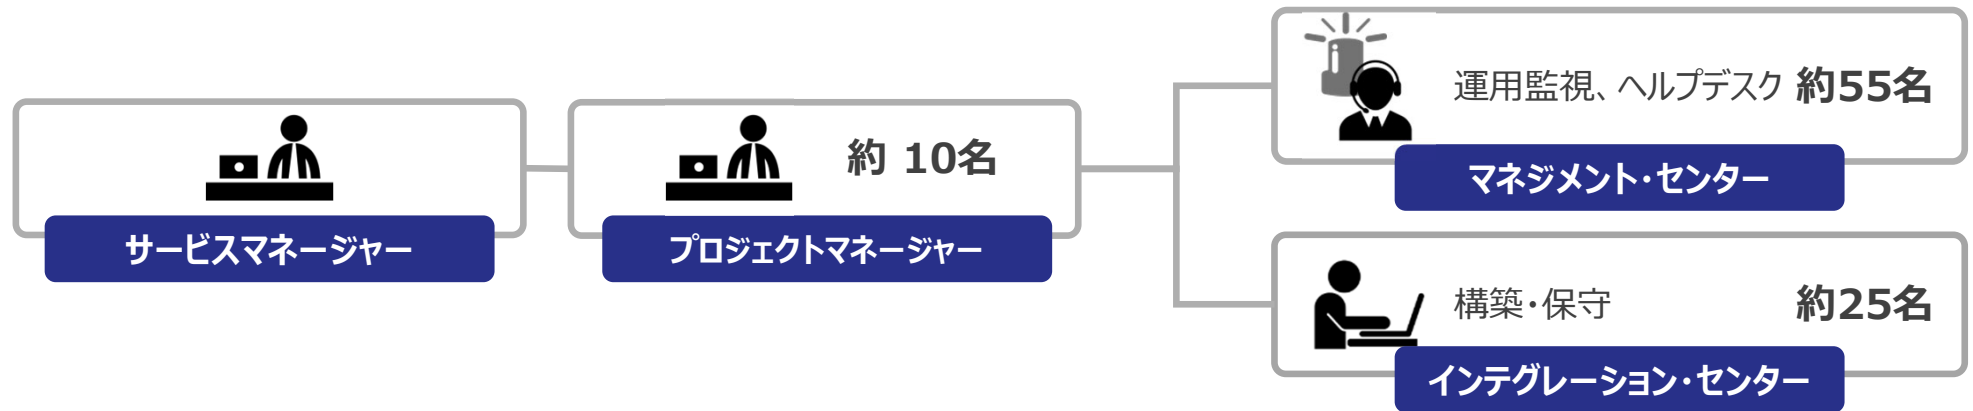 サービスマネージャー
約 10名
プロジェクトマネージャー
運用監視、ヘルプデスク 約55名
マネジメント・センター
構築・保守 約25名
インテグレーション・センター